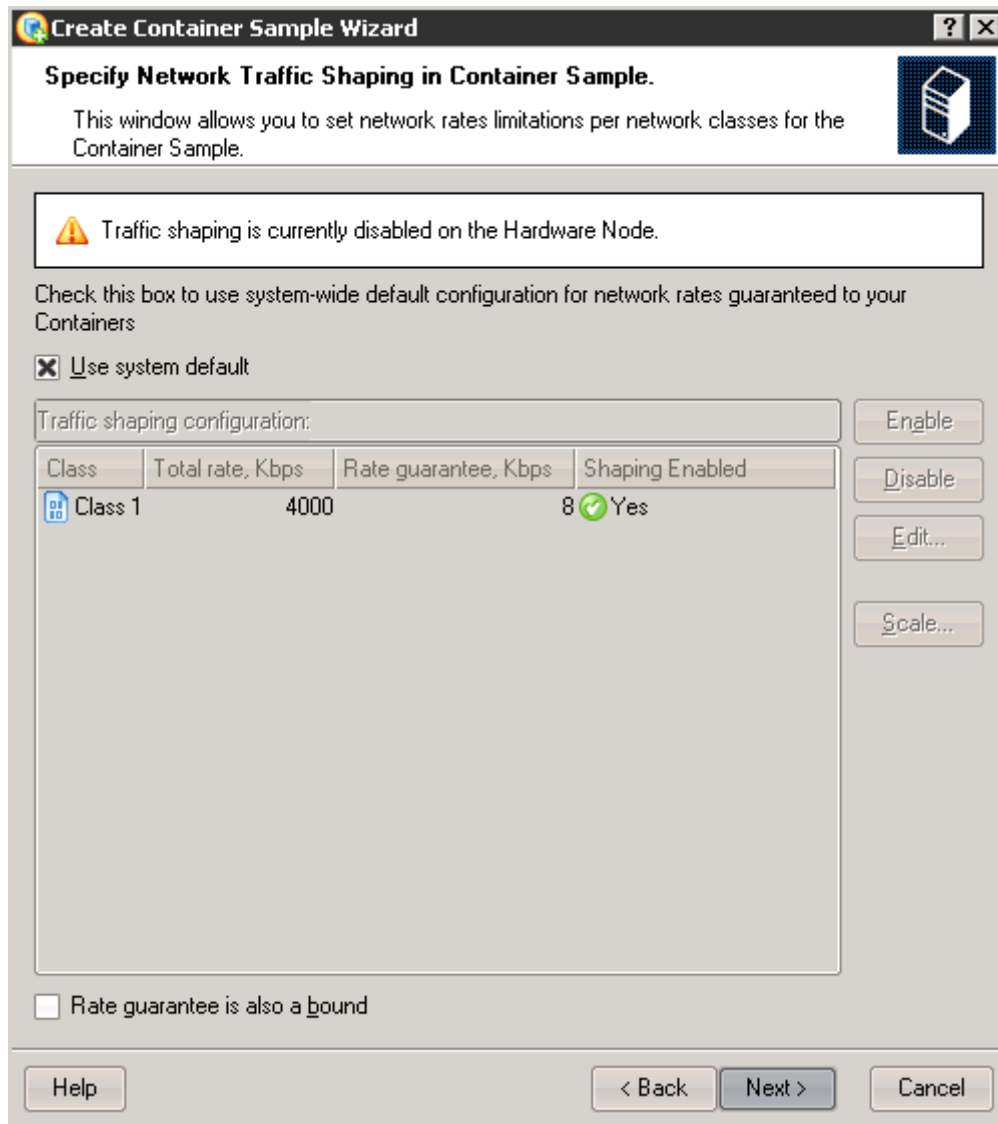 Create Container Sample Wizard
Specify Network Traffic Shaping in Container Sample.
This window allows you to set network rates limitations per network classes for the
Container Sample.
Traffic shaping is currently disabled on the Hardware Node.
Check this box to use system-wide default configuration for network rates guaranteed to your
Containers
Use system default
Traffic shaping configuration:
Enable
Class Total rate, Kbps Rate guarantee, Kbps Shaping Enabled
Disable
Class 1 4000 8 Yes
Edit...
Scale...
Rate guarantee is also a bound
Help < Back Next > Cancel